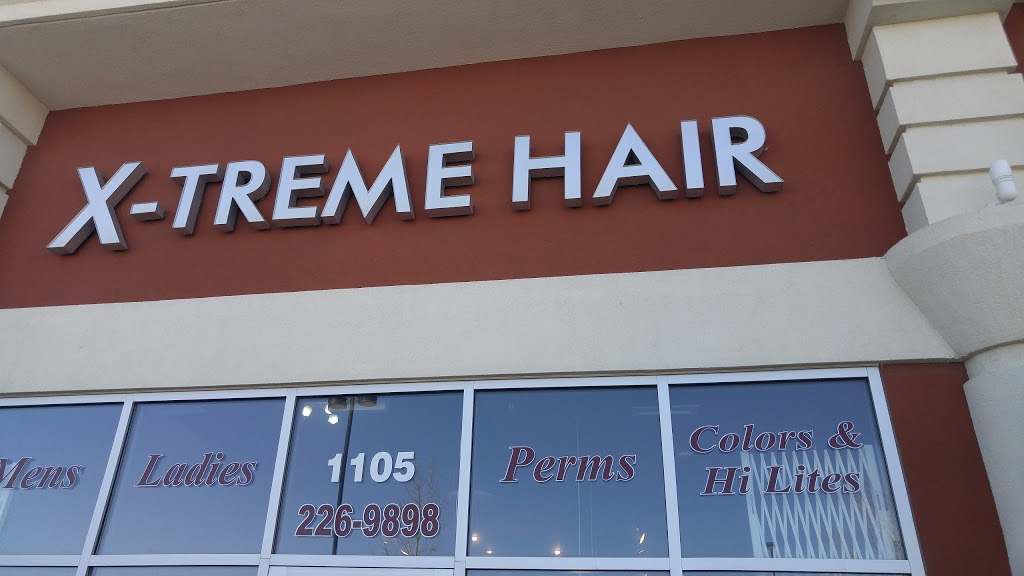 X-TREME HAIR
Mens
Ladies
1105
226-9898
Perms
Colors &
Hi Lites